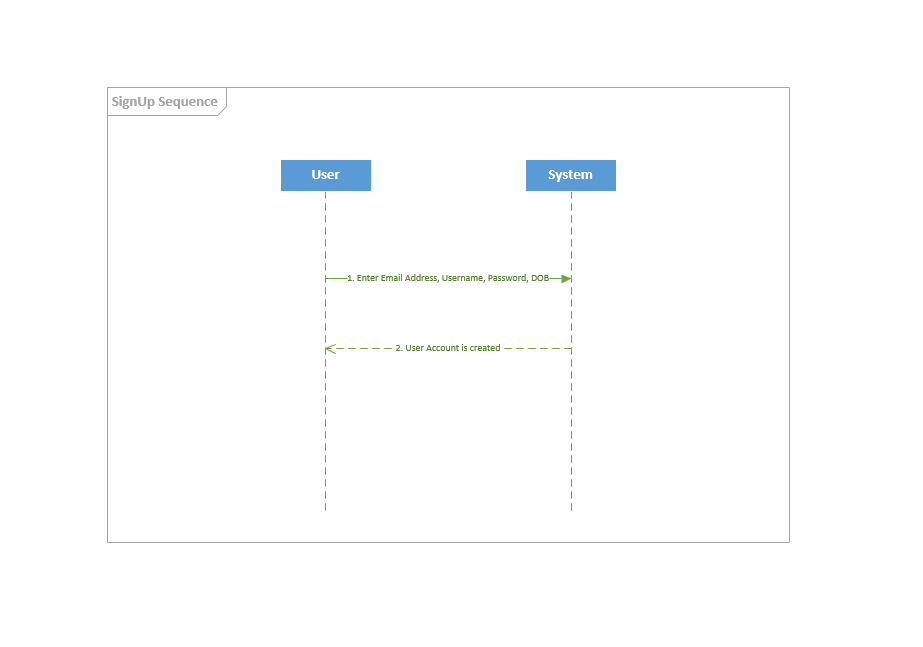 SignUp Sequence
User
System
1. Enter Email Address, Username, Password, DOB
2. User Account is created